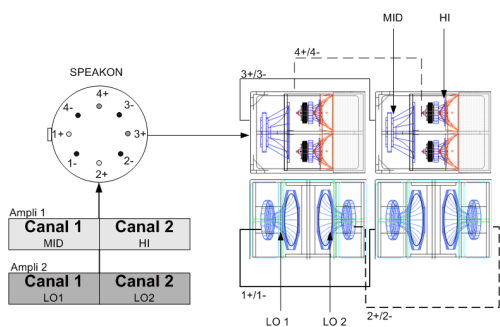 MID
HI
4+/4-
SPEAKON
3+/3-
4+
4-
3-
1+
3+
1-
2-
2+
Ampli 1
Canal 1 Canal 2
MID HI
Ampli 2
Canal 1 Canal 2
LO1 LO2
1+/1-
2+/2-
LO 1
LO 2